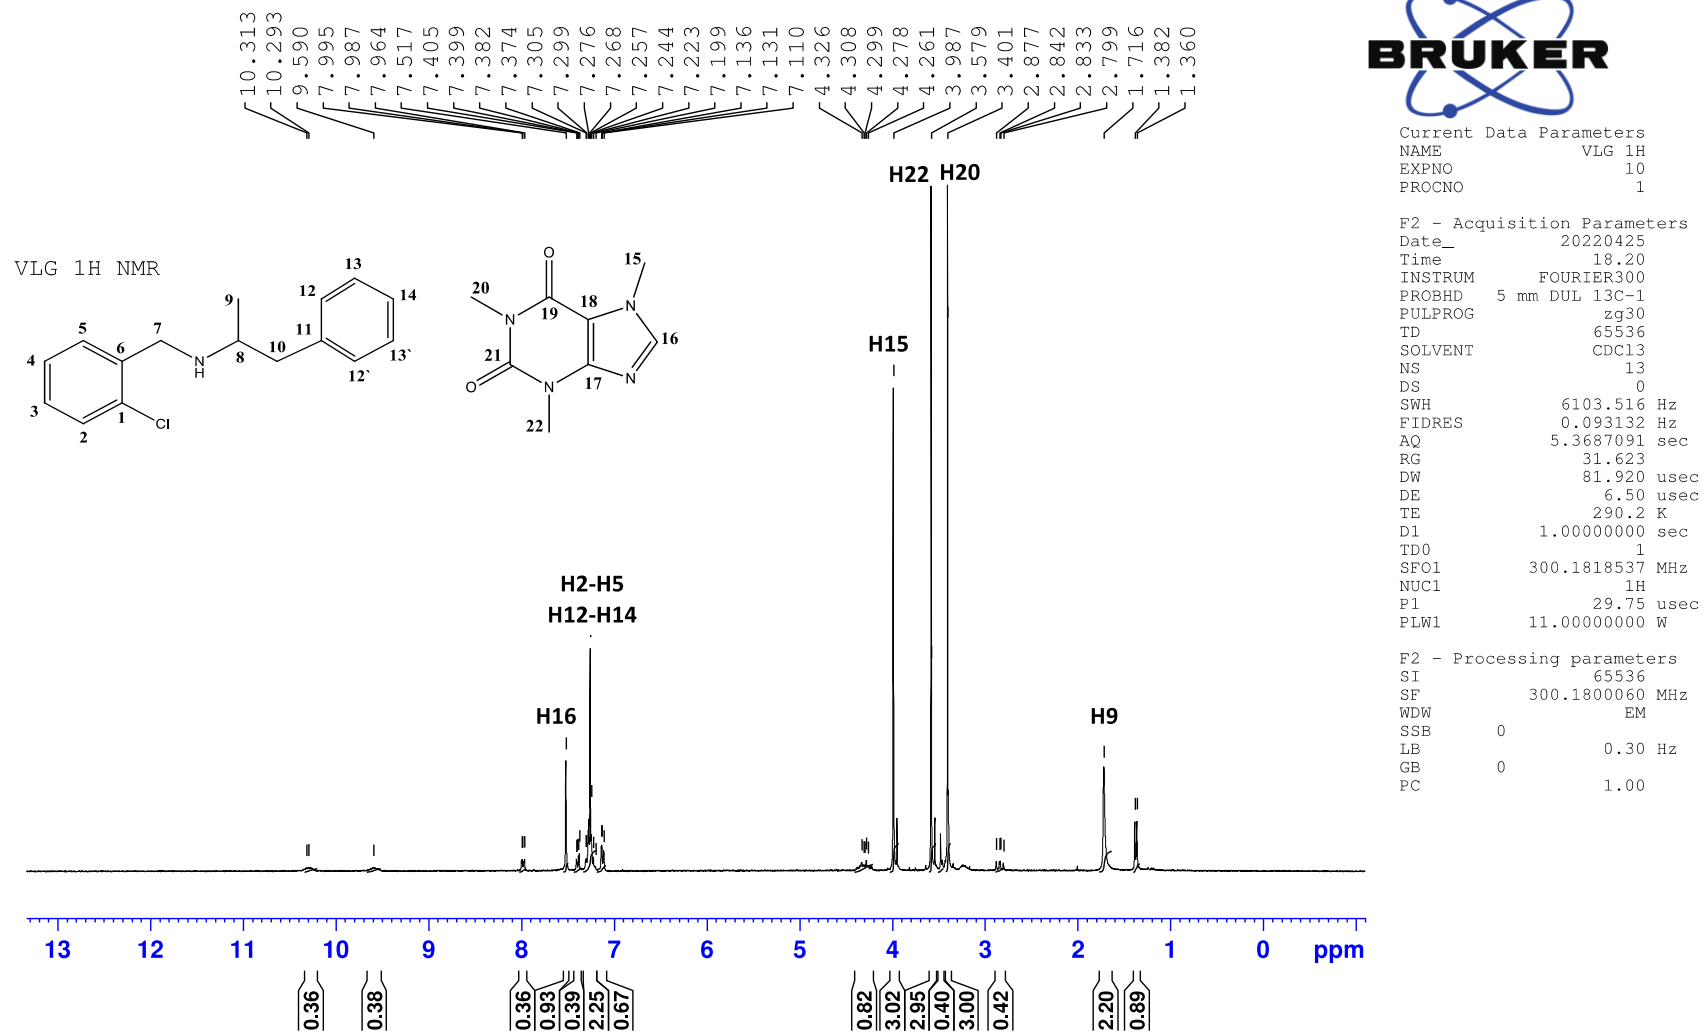 10.313
10.293
9.590
7.995
7.987
7.964
7.517
7.405
7.399
7.382
7.374
7.305
7.299
7.276
7.268
7.257
7.244
7.223
7.199
7.136
7.131
7.110
4.326
4.308
4.299
4.278
4.261
3.987
3.579
3.401
2.877
2.842
2.833
2.799
1.716
1.382
1.360
BRUKER
Current Data Parameters
NAME VLG 1H
EXPNO 10
PROCNO 1
F2 - Acquisition Parameters
Date_ 20220425
Time 18.20
INSTRUM FOURIER300
PROBHD 5 mm DUL 13C-1
PULPROG zg30
TD 65536
SOLVENT CDCl3
NS 13
DS 0
SWH 6103.516 Hz
FIDRES 0.093132 Hz
AQ 5.3687091 sec
RG 31.623
DW 81.920 usec
DE 6.50 usec
TE 290.2 K
D1 1.00000000 sec
TD0 1
SFO1 300.1818537 MHz
NUC1 1H
P1 29.75 usec
PLW1 11.00000000 W
F2 - Processing parameters
SI 65536
SF 300.1800060 MHz
WDW EM
SSB 0
LB 0.30 Hz
GB 0
PC 1.00
VLG 1H NMR
9
12
13
14
5
7
11
4
6
8
10
13`
N
H
12`
3
1
2
Cl
O
15
20
18
N
N
19
16
21
17
N
O
N
22
H22 H20
H15
H2-H5
H12-H14
H16
H9
13 12 11 10 9 8 7 6 5 4 3 2 1 0 ppm
0.36
0.38
0.36
0.93
0.39
2.25
0.67
0.82
3.02
2.95
0.40
3.00
0.42
2.20
0.89